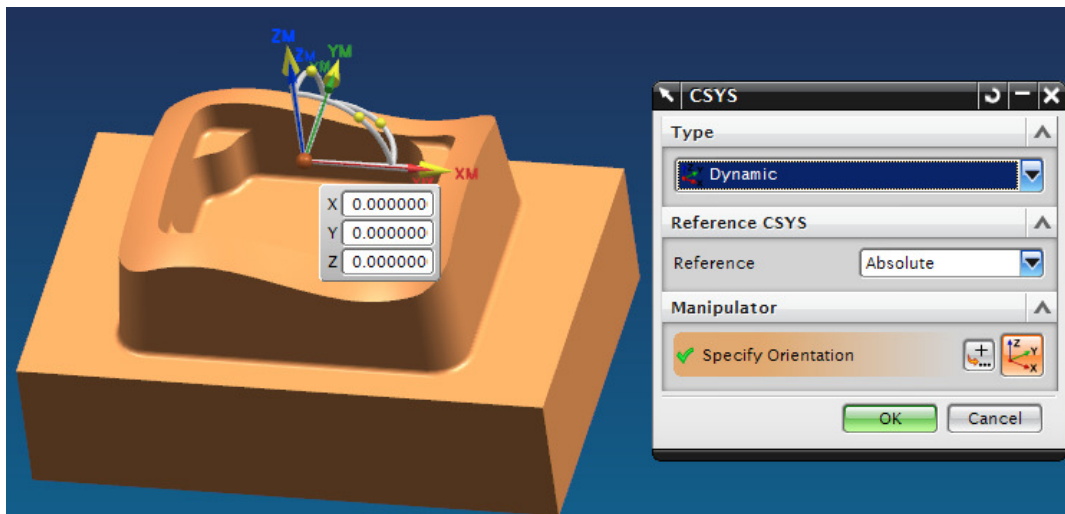 ZM
YM
ZM
YM
XM
X 0.000000
Y 0.000000
Z 0.000000
CSYS
Type
Dynamic
Reference CSYS
Reference Absolute
Manipulator
Specify Orientation
Z
Y
X
OK Cancel